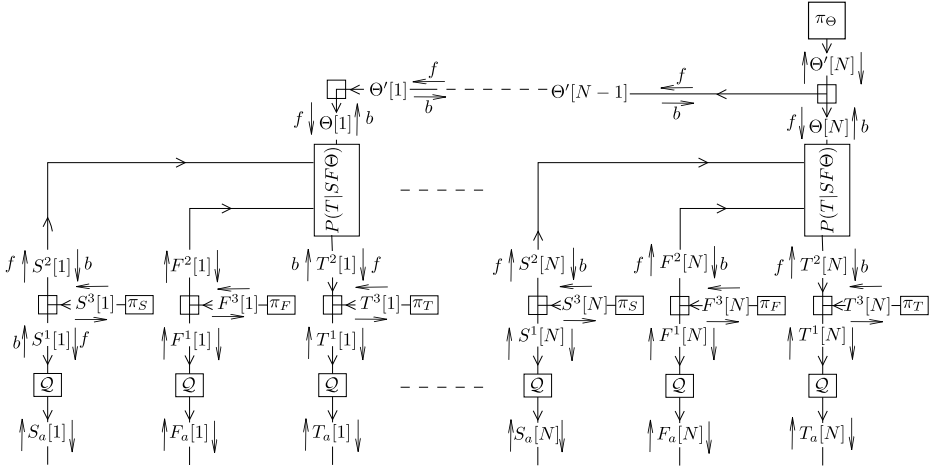 π_Θ
Θ′[N]
f
f
Θ′[1]
Θ′[N−1]
b
b
f Θ[1] b
f Θ[N] b
P(T|SFΘ)
P(T|SFΘ)
f S²[1] b F²[1] b T²[1] f
f S²[N] f F²[N] b f T²[N] b
S³[1] π_S F³[1] π_F T³[1] π_T
S³[N] π_S F³[N] π_F T³[N] π_T
b S¹[1] f F¹[1] T¹[1]
S¹[N] F¹[N] T¹[N]
Q Q Q Q Q Q
S_a[1] F_a[1] T_a[1] S_a[N] F_a[N] T_a[N]